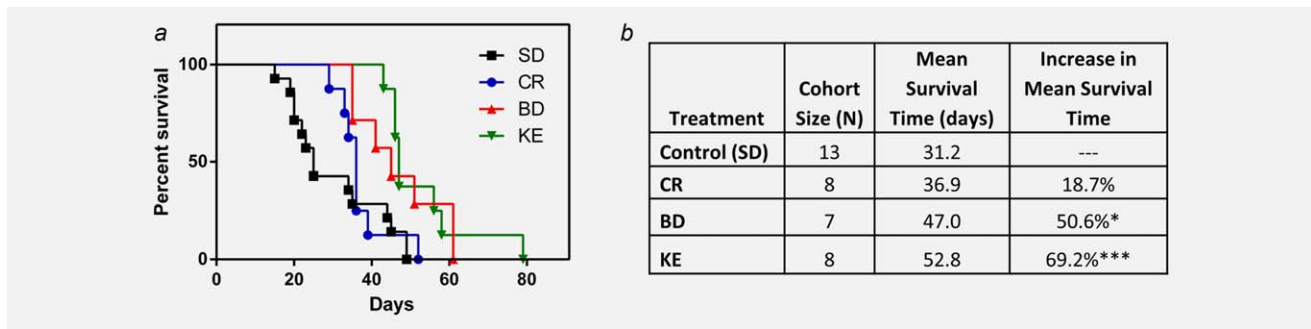 a
SD
CR
BD
KE
100
50
0
Percent survival
0 20 40 60 80
Days
b
Treatment Cohort Size (N) Mean Survival Time (days) Increase in Mean Survival Time
Control (SD) 13 31.2 ---
CR 8 36.9 18.7%
BD 7 47.0 50.6%*
KE 8 52.8 69.2%***